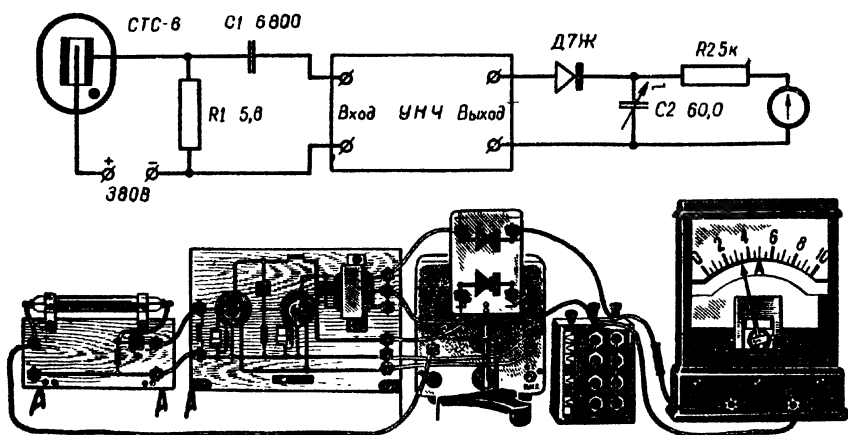 СТС-6
С1 6800
R1 5,6
+ −
380В
Вход УНЧ Выход
Д7Ж
R2 5к
С2 60,0
0 2 4 6 8 10
A